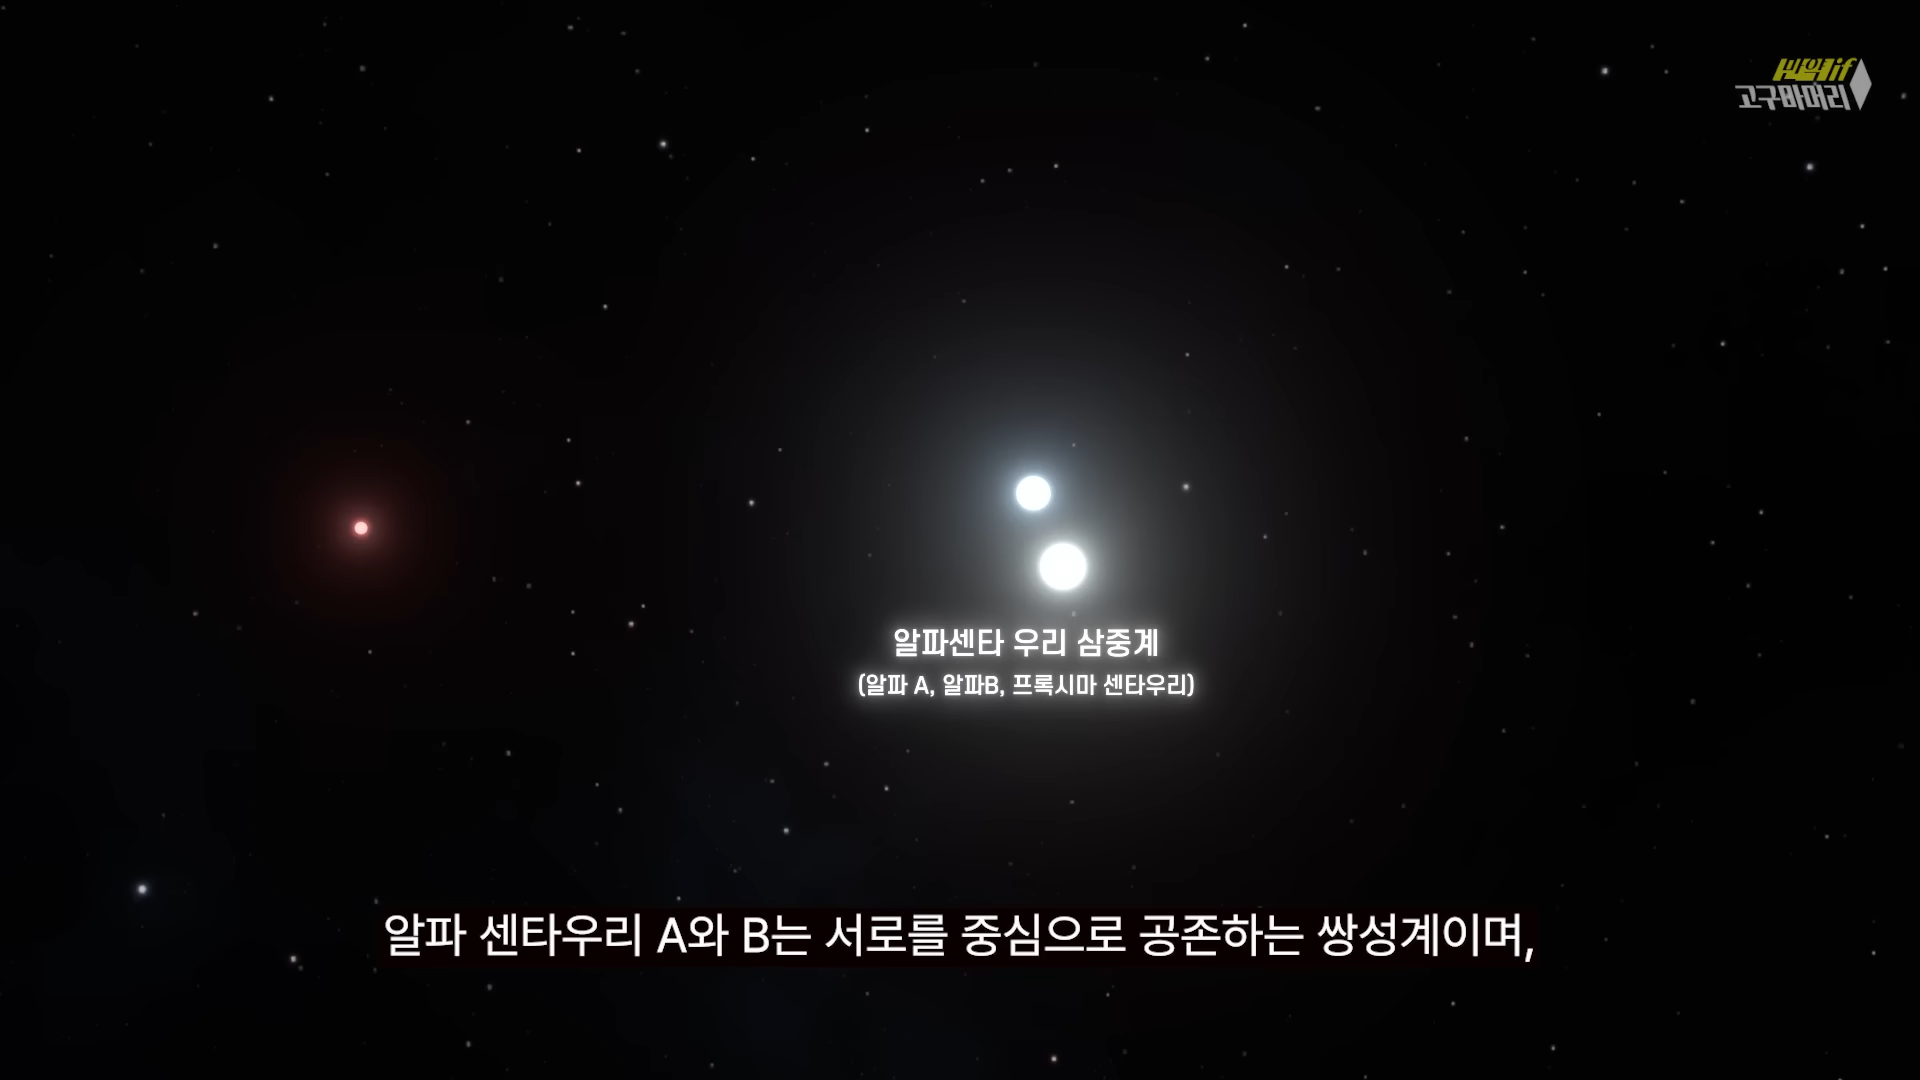 고구마머리
알파센타 우리 삼중계
(알파 A, 알파B, 프록시마 센타우리)
알파 센타우리 A와 B는 서로를 중심으로 공존하는 쌍성계이며,